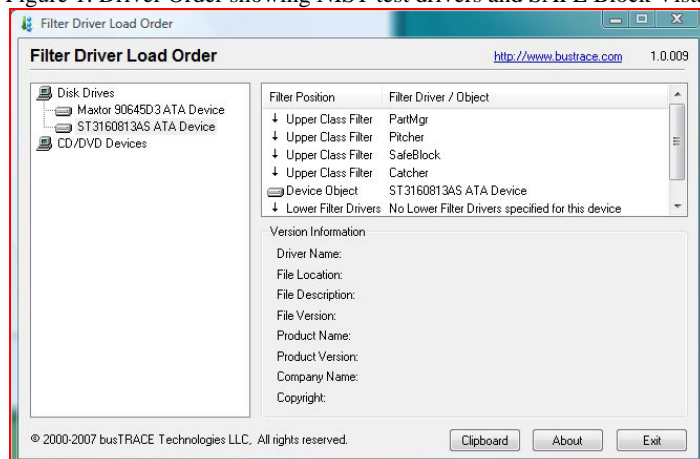 Figure 1. Driver Order showing NIST test drivers and SAFE Block
Filter Driver Load Order
Filter Driver Load Order
http://www.bustrace.com
1.0.009
Disk Drives
Maxtor 90645D3 ATA Device
ST3160813AS ATA Device
CD/DVD Devices
Filter Position Filter Driver / Object
Upper Class Filter PartMgr
Upper Class Filter Pitcher
Upper Class Filter SafeBlock
Upper Class Filter Catcher
Device Object ST3160813AS ATA Device
Lower Filter Drivers No Lower Filter Drivers specified for this device
Version Information
Driver Name:
File Location:
File Description:
File Version:
Product Name:
Product Version:
Company Name:
Copyright:
© 2000-2007 busTRACE Technologies LLC, All rights reserved.
Clipboard
About
Exit